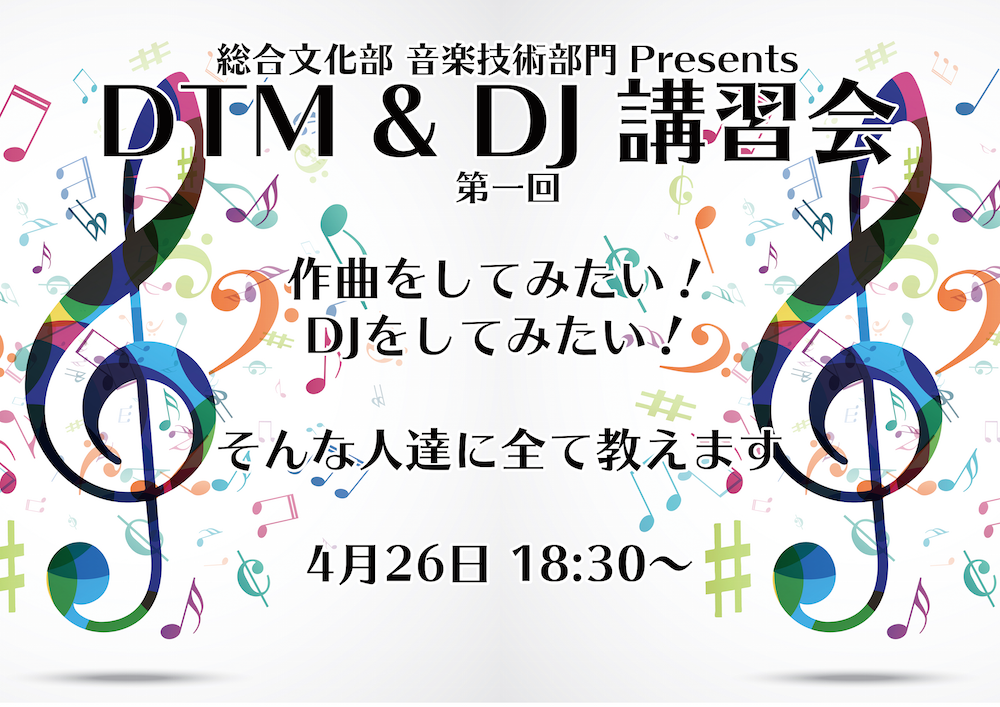 総合文化部 音楽技術部門 Presents
DTM & DJ 講習会
第一回
作曲をしてみたい！
DJをしてみたい！
そんな人達に全て教えます
4月26日 18:30〜